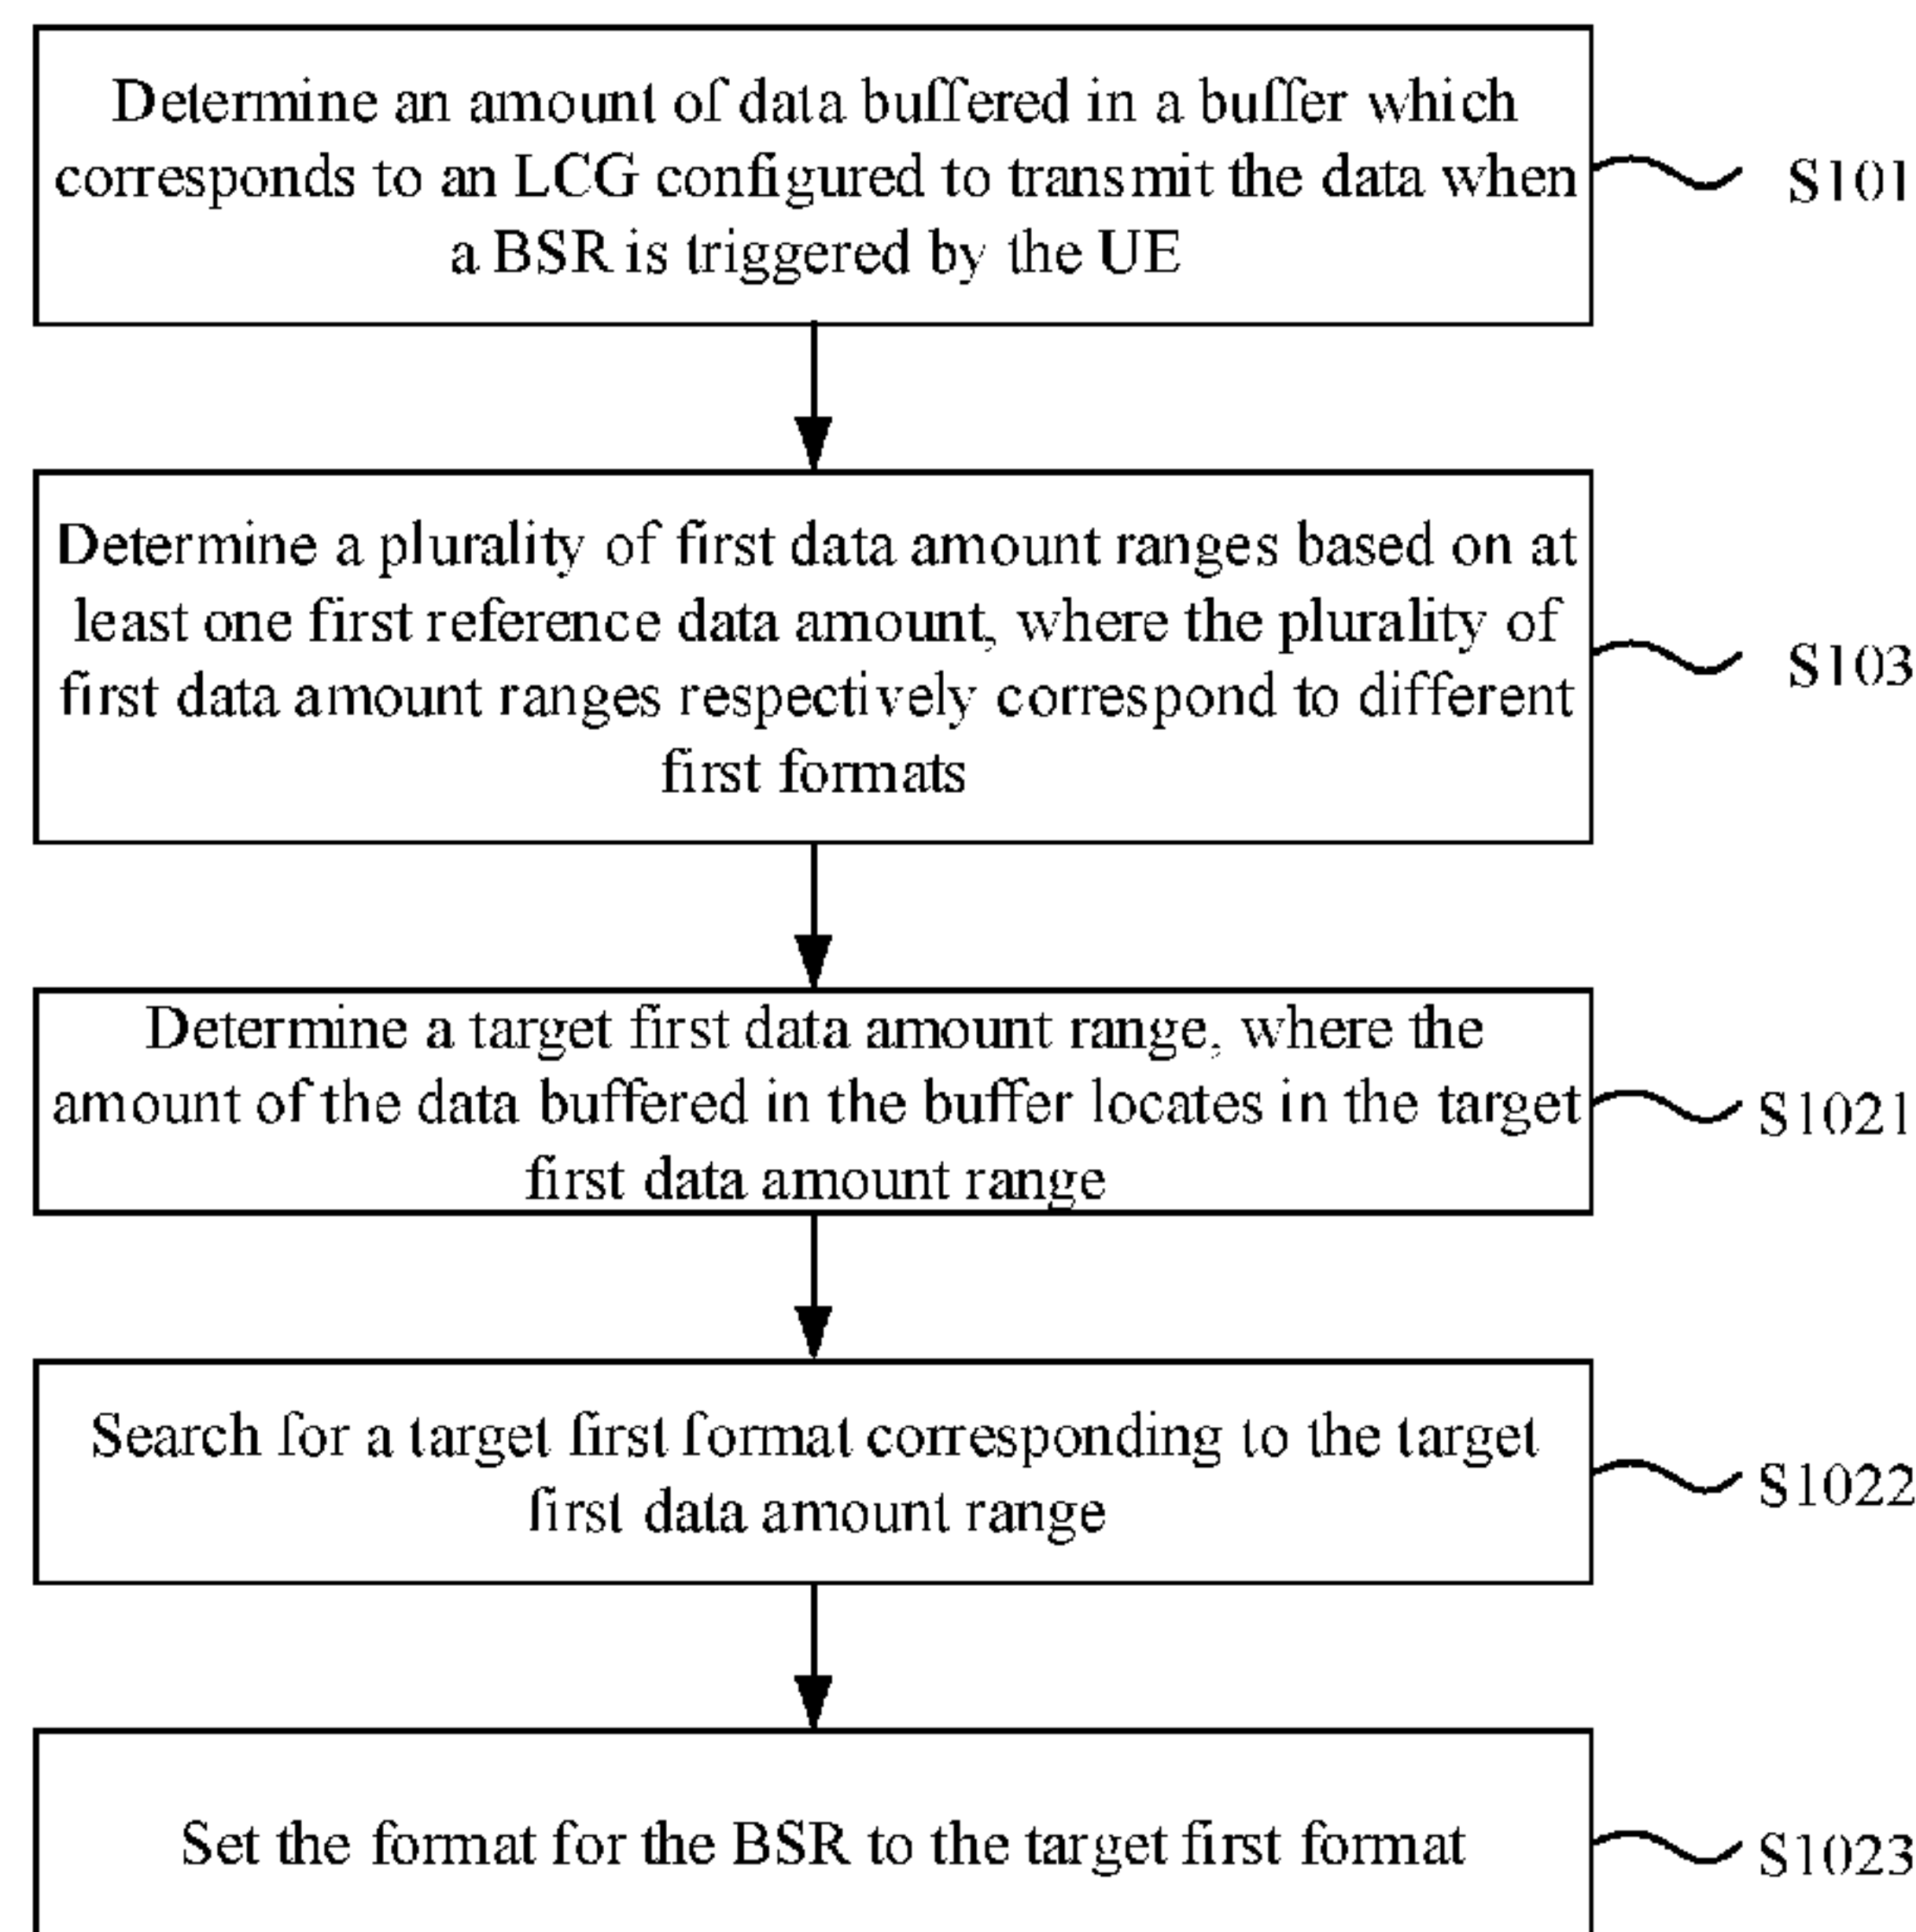 Determine an amount of data buffered in a buffer which
corresponds to an LCG configured to transmit the data when
a BSR is triggered by the UE
S101
Determine a plurality of first data amount ranges based on at
least one first reference data amount, where the plurality of
first data amount ranges respectively correspond to different
first formats
S103
Determine a target first data amount range, where the
amount of the data buffered in the buffer locates in the target
first data amount range
S1021
Search for a target first format corresponding to the target
first data amount range
S1022
Set the format for the BSR to the target first format
S1023